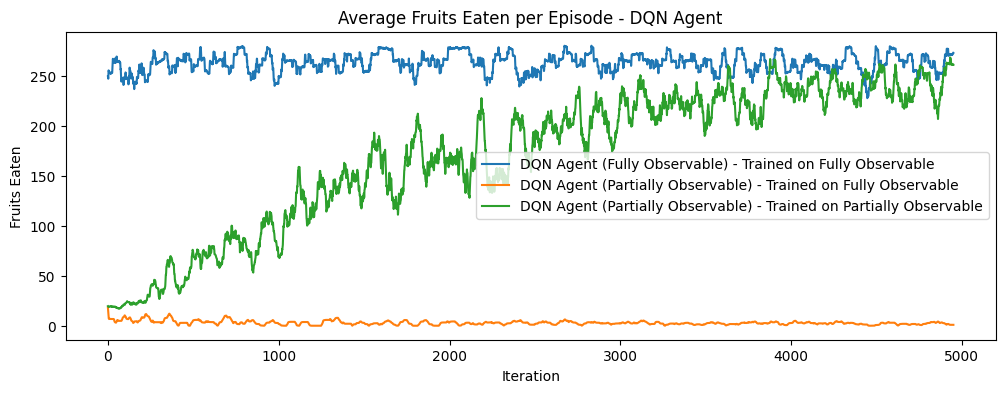 Average Fruits Eaten per Episode - DQN Agent
Fruits Eaten
250
200
150
100
50
0
DQN Agent (Fully Observable) - Trained on Fully Observable
DQN Agent (Partially Observable) - Trained on Fully Observable
DQN Agent (Partially Observable) - Trained on Partially Observable
0 1000 2000 3000 4000 5000
Iteration